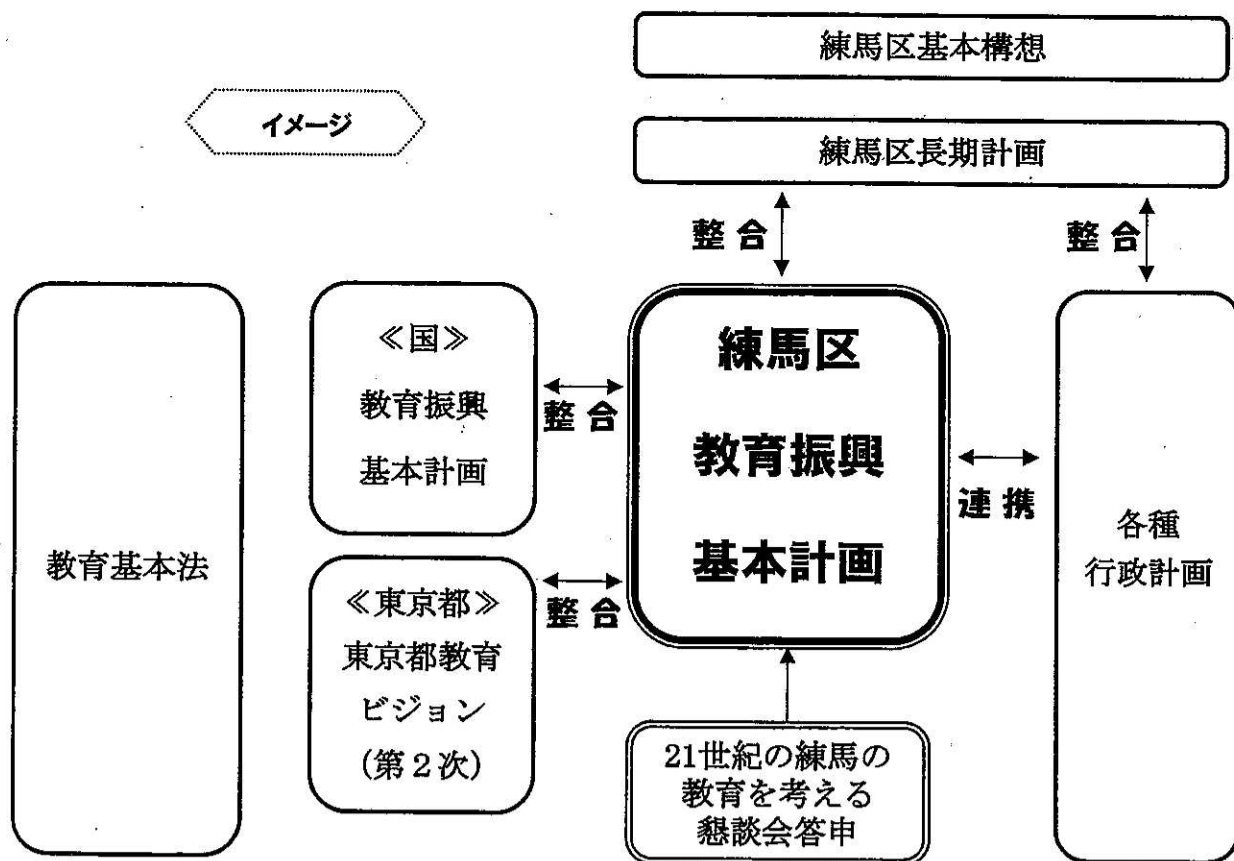 練馬区基本構想
イメージ
練馬区長期計画
整合
整合
教育基本法
≪国≫
教育振興
基本計画
整合
≪東京都≫
東京都教育
ビジョン
(第2次)
整合
練馬区
教育振興
基本計画
連携
各種
行政計画
21世紀の練馬の
教育を考える
懇談会答申